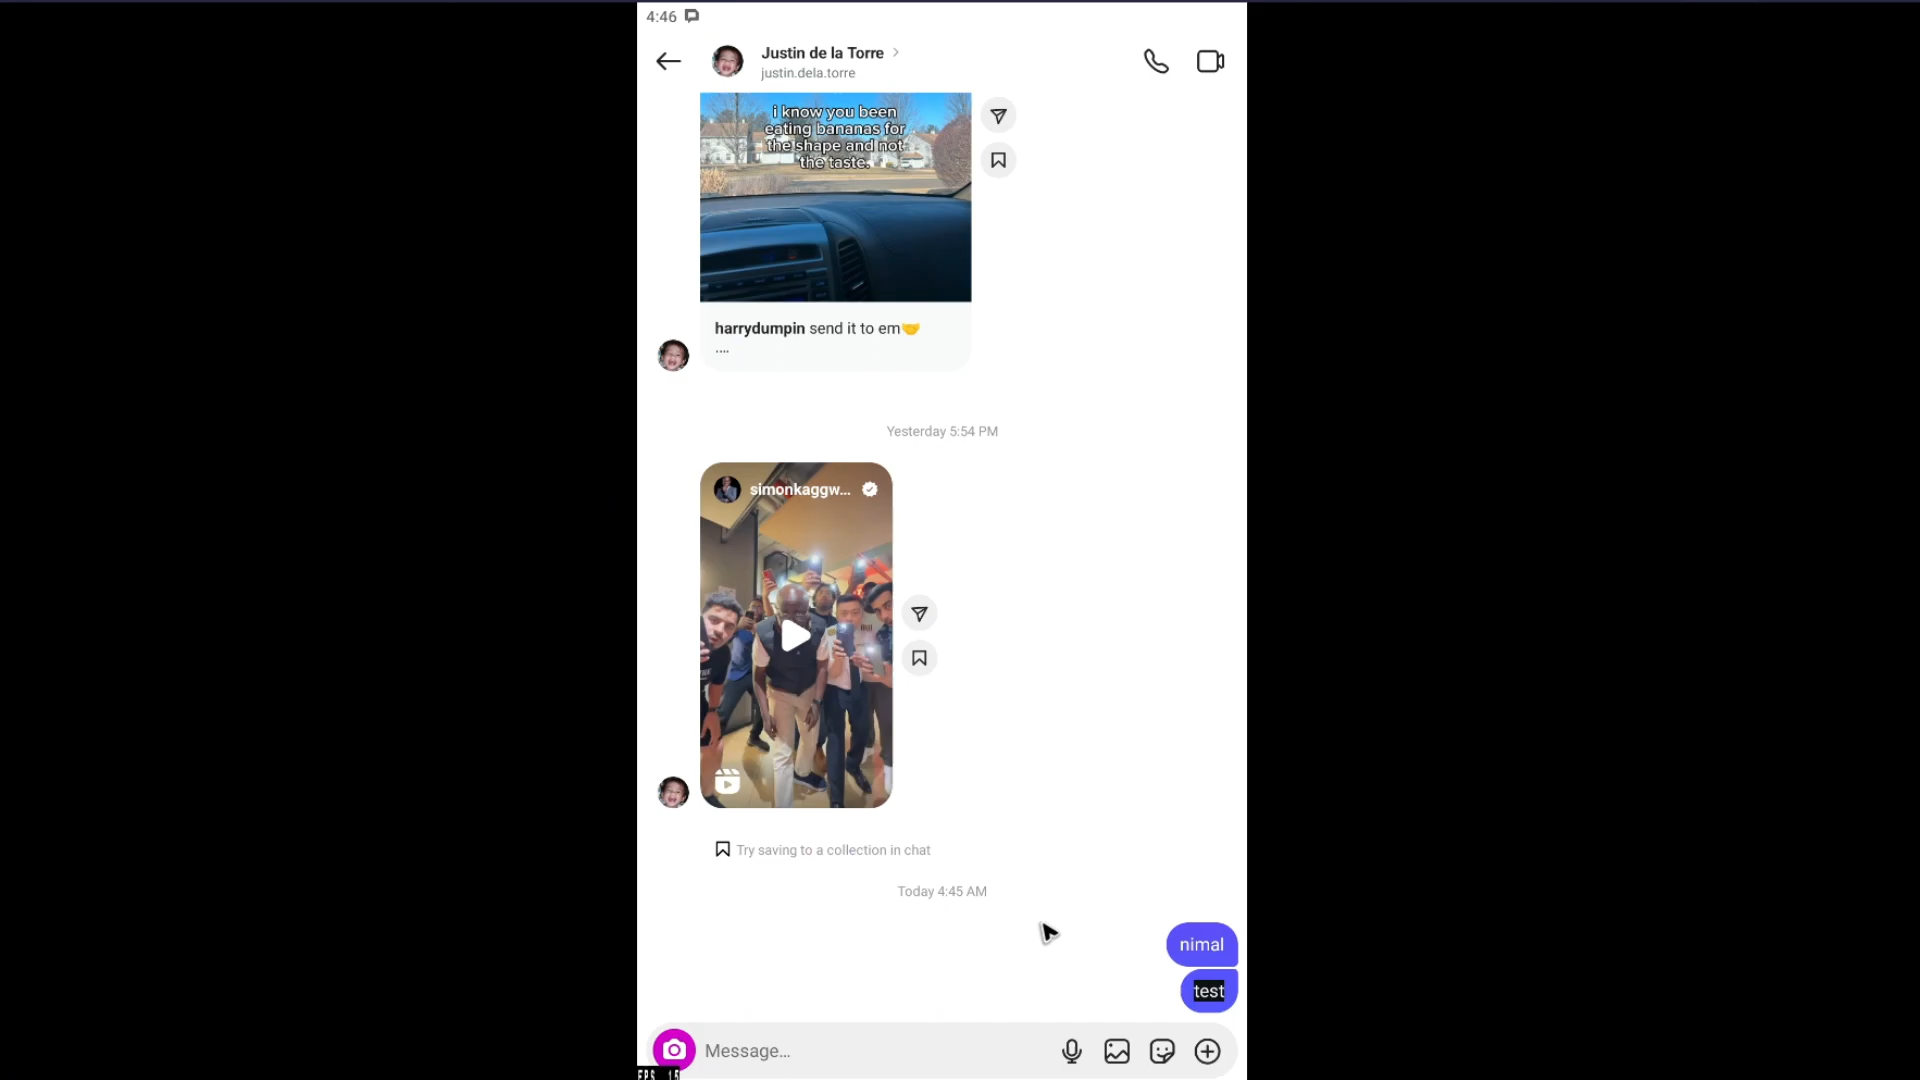 4:46
Justin de la Torre
justin.dela.torre
i know you been
eating bananas for
the shape and not
the taste.
harrydumpin send it to em🤝
....
Yesterday 5:54 PM
simonkaggw...
Try saving to a collection in chat
Today 4:45 AM
nimal
test
Message...
FPS 15